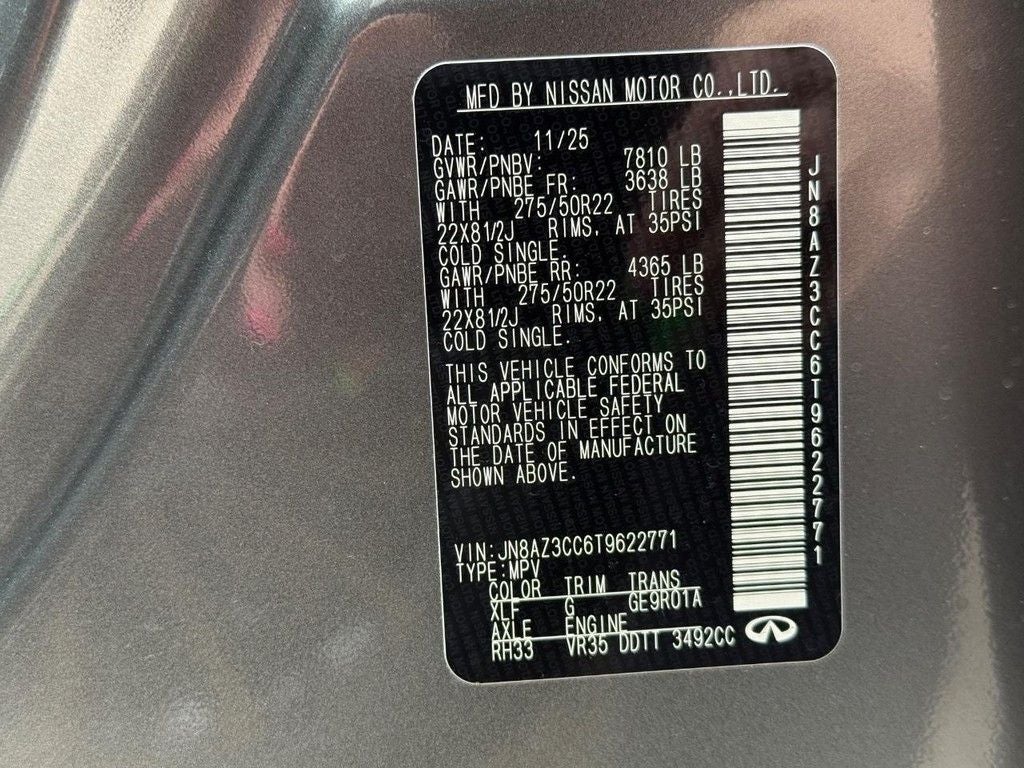 MFD BY NISSAN MOTOR CO.,LTD.
DATE: 11/25
GVWR/PNBV: 7810 LB
GAWR/PNBE FR: 3638 LB
WITH 275/50R22 TIRES
22X81/2J RIMS, AT 35PSI
COLD SINGLE.
GAWR/PNBE RR: 4365 LB
WITH 275/50R22 TIRES
22X81/2J RIMS, AT 35PSI
COLD SINGLE.
THIS VEHICLE CONFORMS TO
ALL APPLICABLE FEDERAL
MOTOR VEHICLE SAFETY
STANDARDS IN EFFECT ON
THE DATE OF MANUFACTURE
SHOWN ABOVE.
VIN:JN8AZ3CC6T9622771
TYPE:MPV
COLOR TRIM TRANS
XLF G GE9R01A
AXLE ENGINE
RH33 VR35 DDTT 3492CC
JN8AZ3CC6T9622771